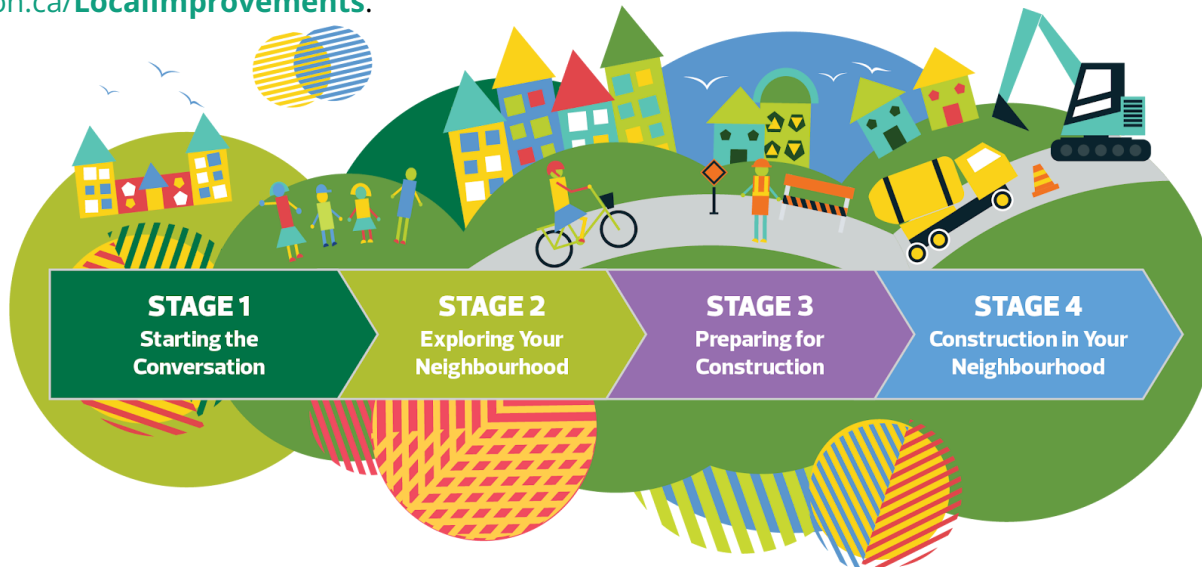 on.ca/LocalImprovements.
STAGE 1
Starting the
Conversation
STAGE 2
Exploring Your
Neighbourhood
STAGE 3
Preparing for
Construction
STAGE 4
Construction in Your
Neighbourhood